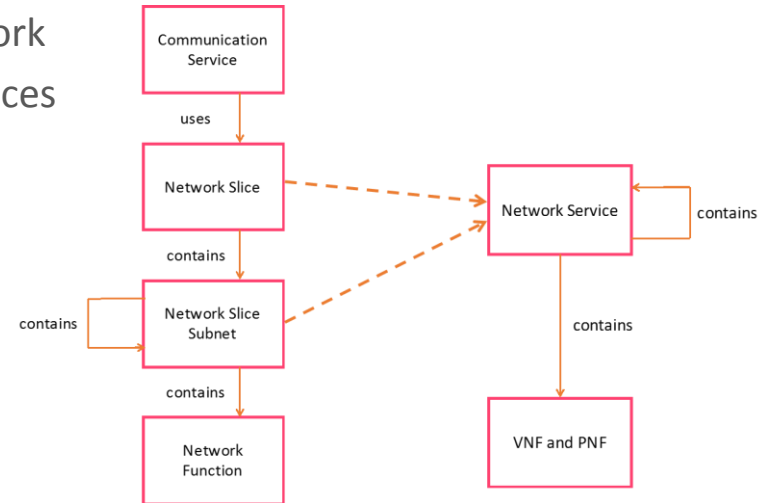 ork
ces
Communication
Service
uses
Network Slice
contains
Network Slice
Subnet
contains
contains
Network
Function
Network Service
contains
contains
VNF and PNF